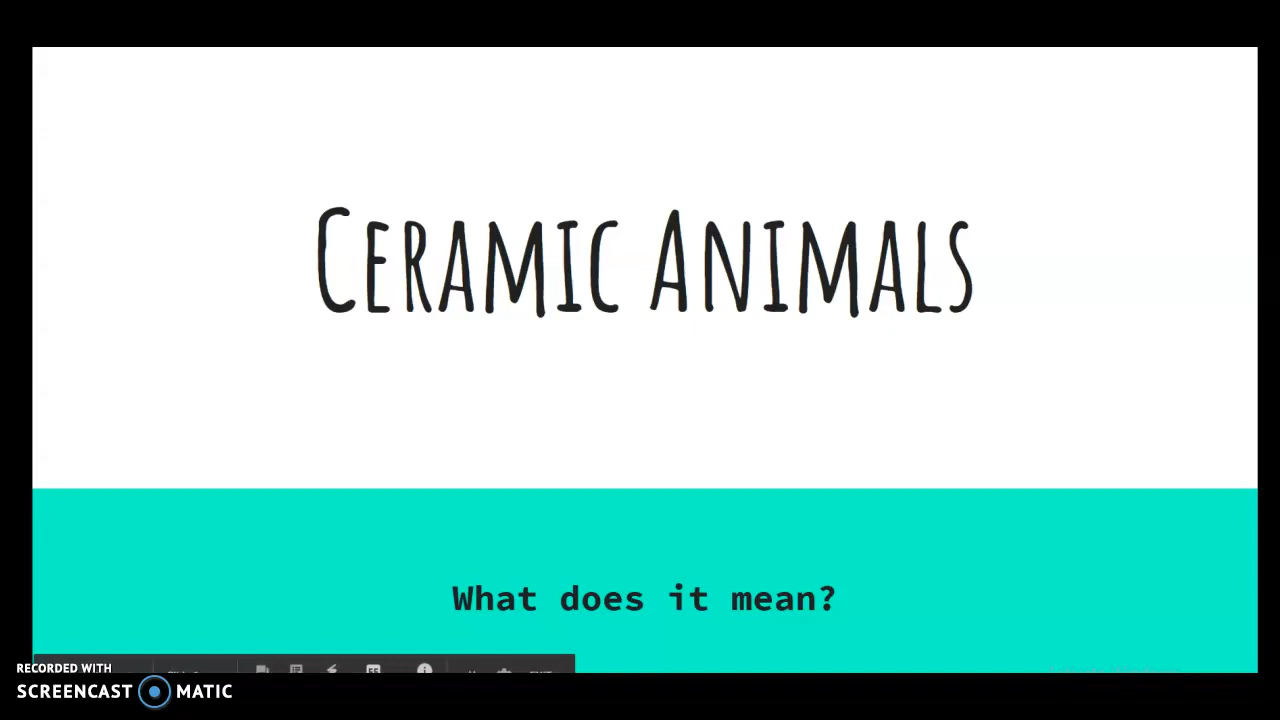 Ceramic Animals
What does it mean?
RECORDED WITH
SCREENCAST MATIC